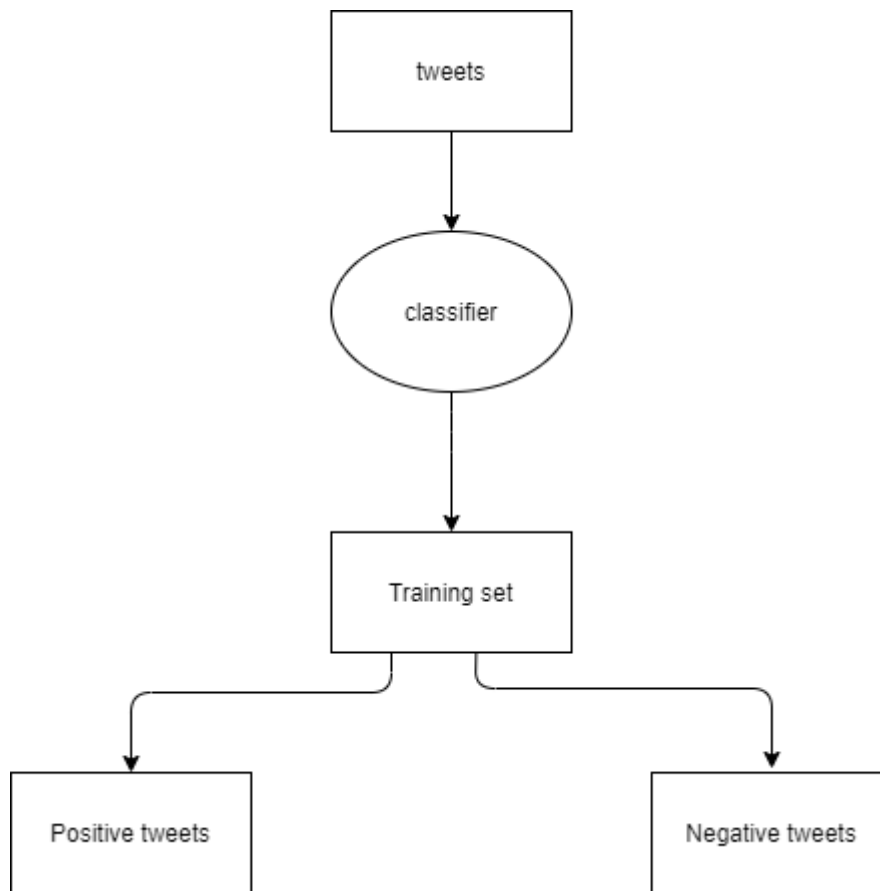 tweets
classifier
Training set
Positive tweets
Negative tweets